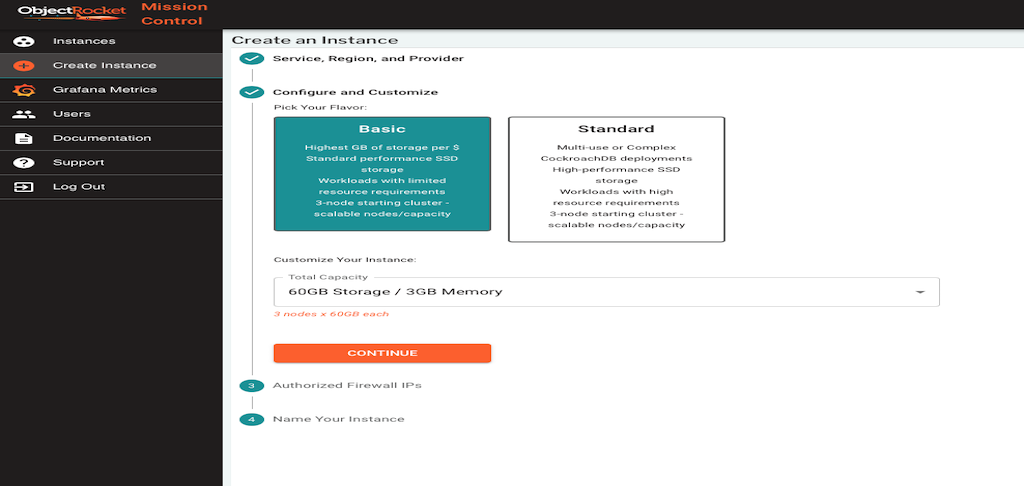 ObjectRocket
Mission
Control
Instances
Create Instance
Grafana Metrics
Users
Documentation
Support
Log Out
Create an Instance
Service, Region, and Provider
Configure and Customize
Pick Your Flavor:
Basic
Highest GB of storage per $
Standard performance SSD
storage
Workloads with limited
resource requirements
3-node starting cluster -
scalable nodes/capacity
Standard
Multi-use or Complex
CockroachDB deployments
High-performance SSD
storage
Workloads with high
resource requirements
3-node starting cluster -
scalable nodes/capacity
Customize Your Instance:
Total Capacity
60GB Storage / 3GB Memory
3 nodes x 60GB each
CONTINUE
3 Authorized Firewall IPs
4 Name Your Instance